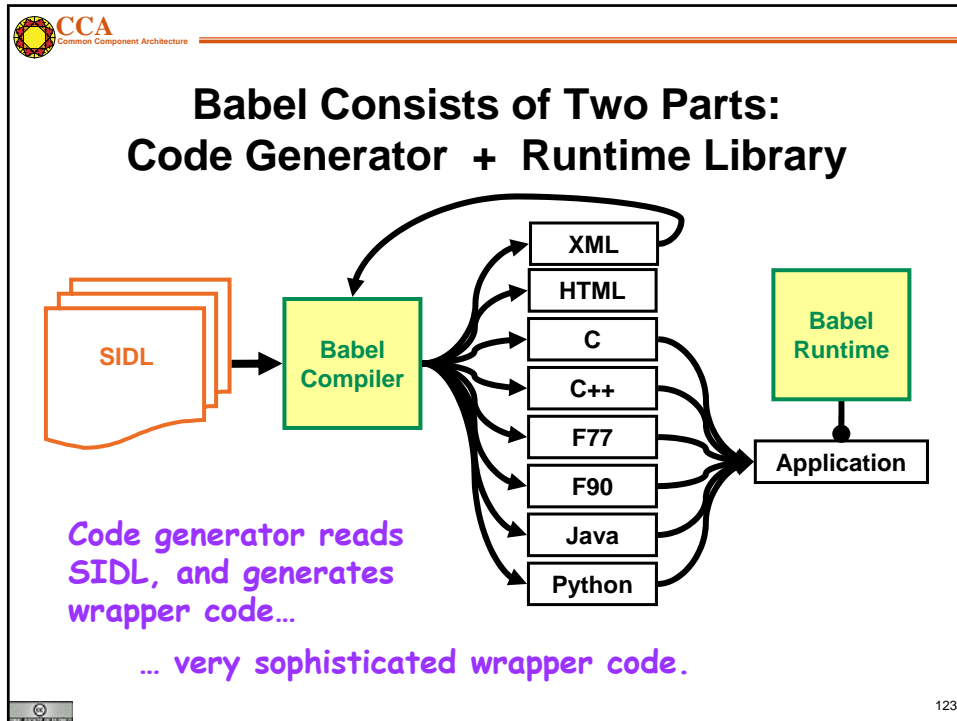 CCA
Common Component Architecture
Babel Consists of Two Parts:
Code Generator + Runtime Library
SIDL
Babel
Compiler
XML
HTML
C
C++
F77
F90
Java
Python
Babel
Runtime
Application
Code generator reads
SIDL, and generates
wrapper code…
… very sophisticated wrapper code.
123